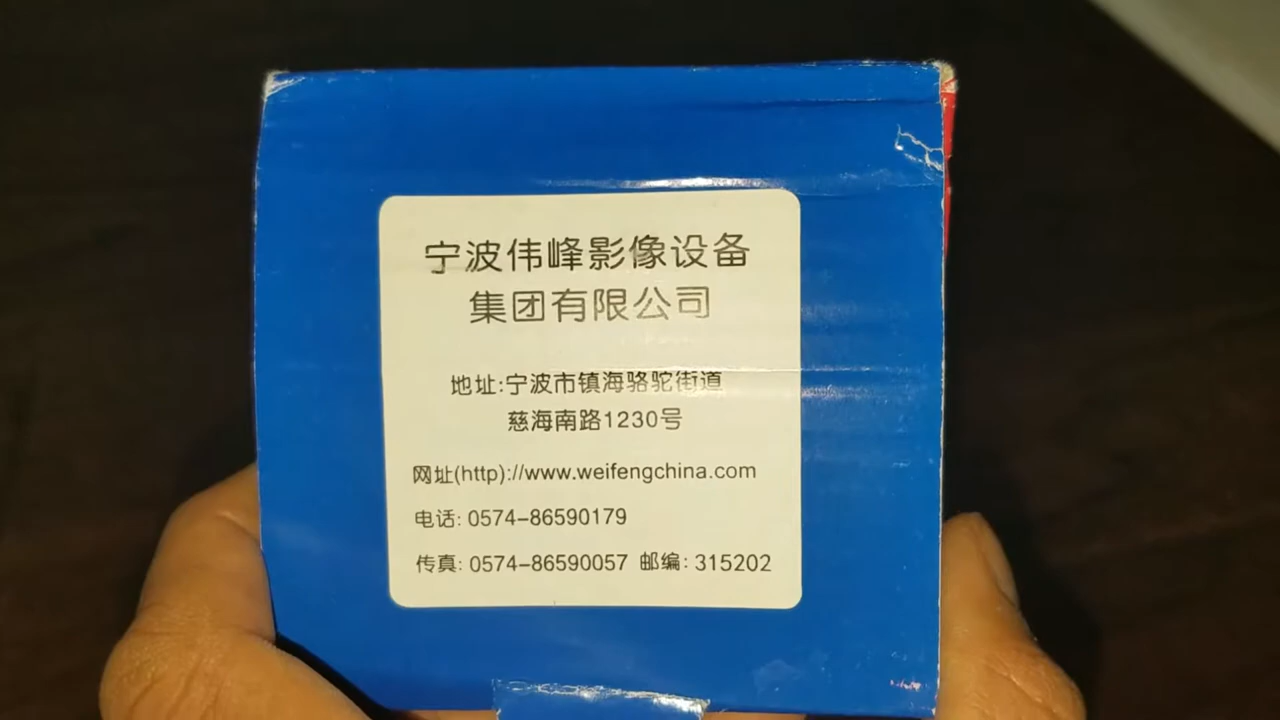 宁波伟峰影像设备
集团有限公司
地址:宁波市镇海骆驼街道
慈海南路1230号
网址(http)://www.weifengchina.com
电话: 0574-86590179
传真: 0574-86590057 邮编: 315202